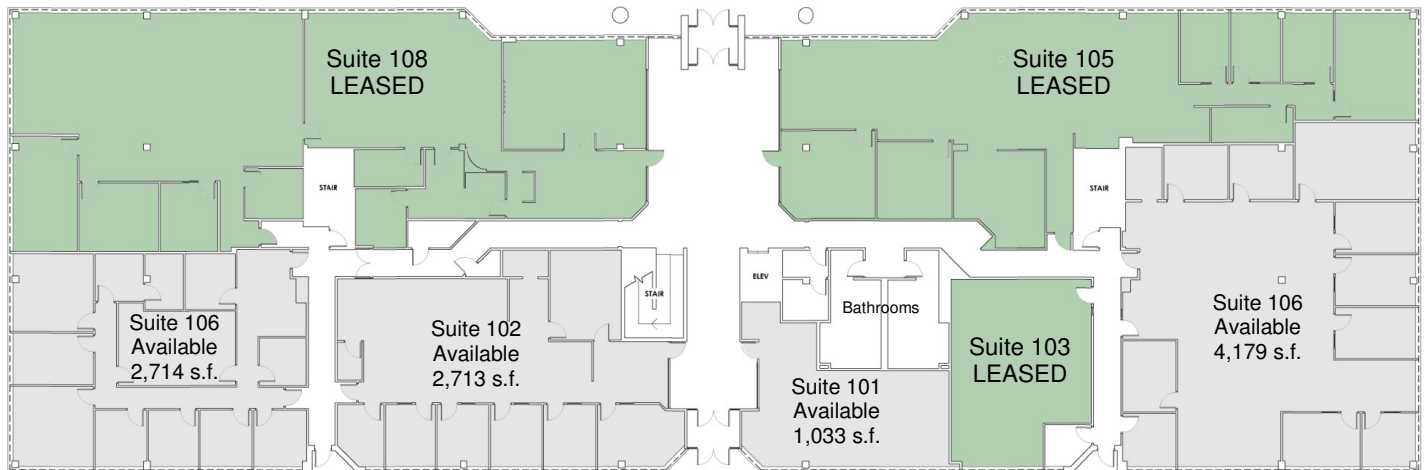 Suite 108
LEASED
Suite 105
LEASED
STAIR
STAIR
ELEV
STAIR
Bathrooms
Suite 106
Available
2,714 s.f.
Suite 102
Available
2,713 s.f.
Suite 101
Available
1,033 s.f.
Suite 103
LEASED
Suite 106
Available
4,179 s.f.